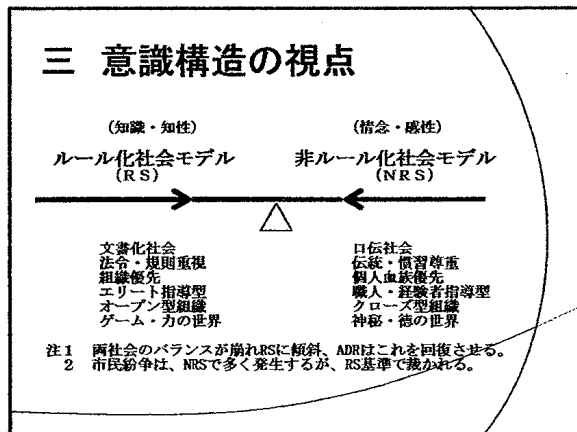 三 意識構造の視点
(知識・知性) (情念・感性)
ルール化社会モデル 非ルール化社会モデル
(RS) (NRS)
文書化社会 口伝社会
法令・規則重視 伝統・慣習尊重
組織優先 個人血族優先
エリート指導型 職人・経験者指導型
オープン型組織 クローズ型組織
ゲーム・力の世界 神秘・徳の世界
注1 両社会のバランスが崩れRSに傾斜、ADRはこれを回復させる。
2 市民紛争は、NRSで多く発生するが、RS基準で裁かれる。